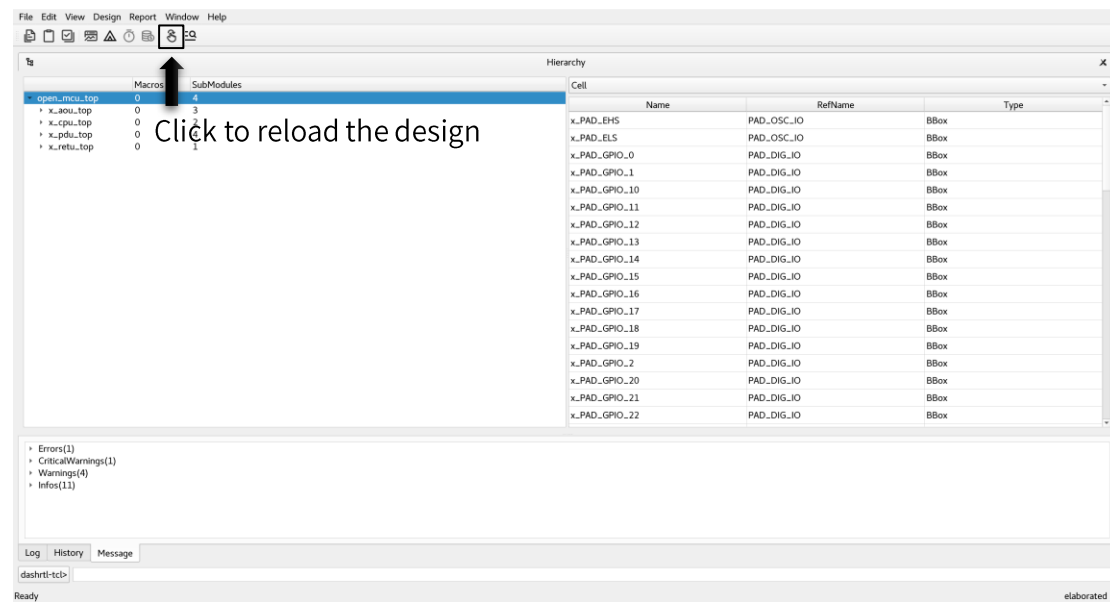 File Edit View Design Report Window Help
Hierarchy
Macros SubModules
open_mcu_top 0 4
x_aou_top 0 3
x_cpu_top 0 2
x_pdu_top 0 4
x_retu_top 0 1
Click to reload the design
Cell
Name RefName Type
x_PAD_EHS PAD_OSC_IO BBox
x_PAD_ELS PAD_OSC_IO BBox
x_PAD_GPIO_0 PAD_DIG_IO BBox
x_PAD_GPIO_1 PAD_DIG_IO BBox
x_PAD_GPIO_10 PAD_DIG_IO BBox
x_PAD_GPIO_11 PAD_DIG_IO BBox
x_PAD_GPIO_12 PAD_DIG_IO BBox
x_PAD_GPIO_13 PAD_DIG_IO BBox
x_PAD_GPIO_14 PAD_DIG_IO BBox
x_PAD_GPIO_15 PAD_DIG_IO BBox
x_PAD_GPIO_16 PAD_DIG_IO BBox
x_PAD_GPIO_17 PAD_DIG_IO BBox
x_PAD_GPIO_18 PAD_DIG_IO BBox
x_PAD_GPIO_19 PAD_DIG_IO BBox
x_PAD_GPIO_2 PAD_DIG_IO BBox
x_PAD_GPIO_20 PAD_DIG_IO BBox
x_PAD_GPIO_21 PAD_DIG_IO BBox
x_PAD_GPIO_22 PAD_DIG_IO BBox
Errors(1)
CriticalWarnings(1)
Warnings(4)
Infos(11)
Log History Message
dashrtl-tcl>
Ready elaborated